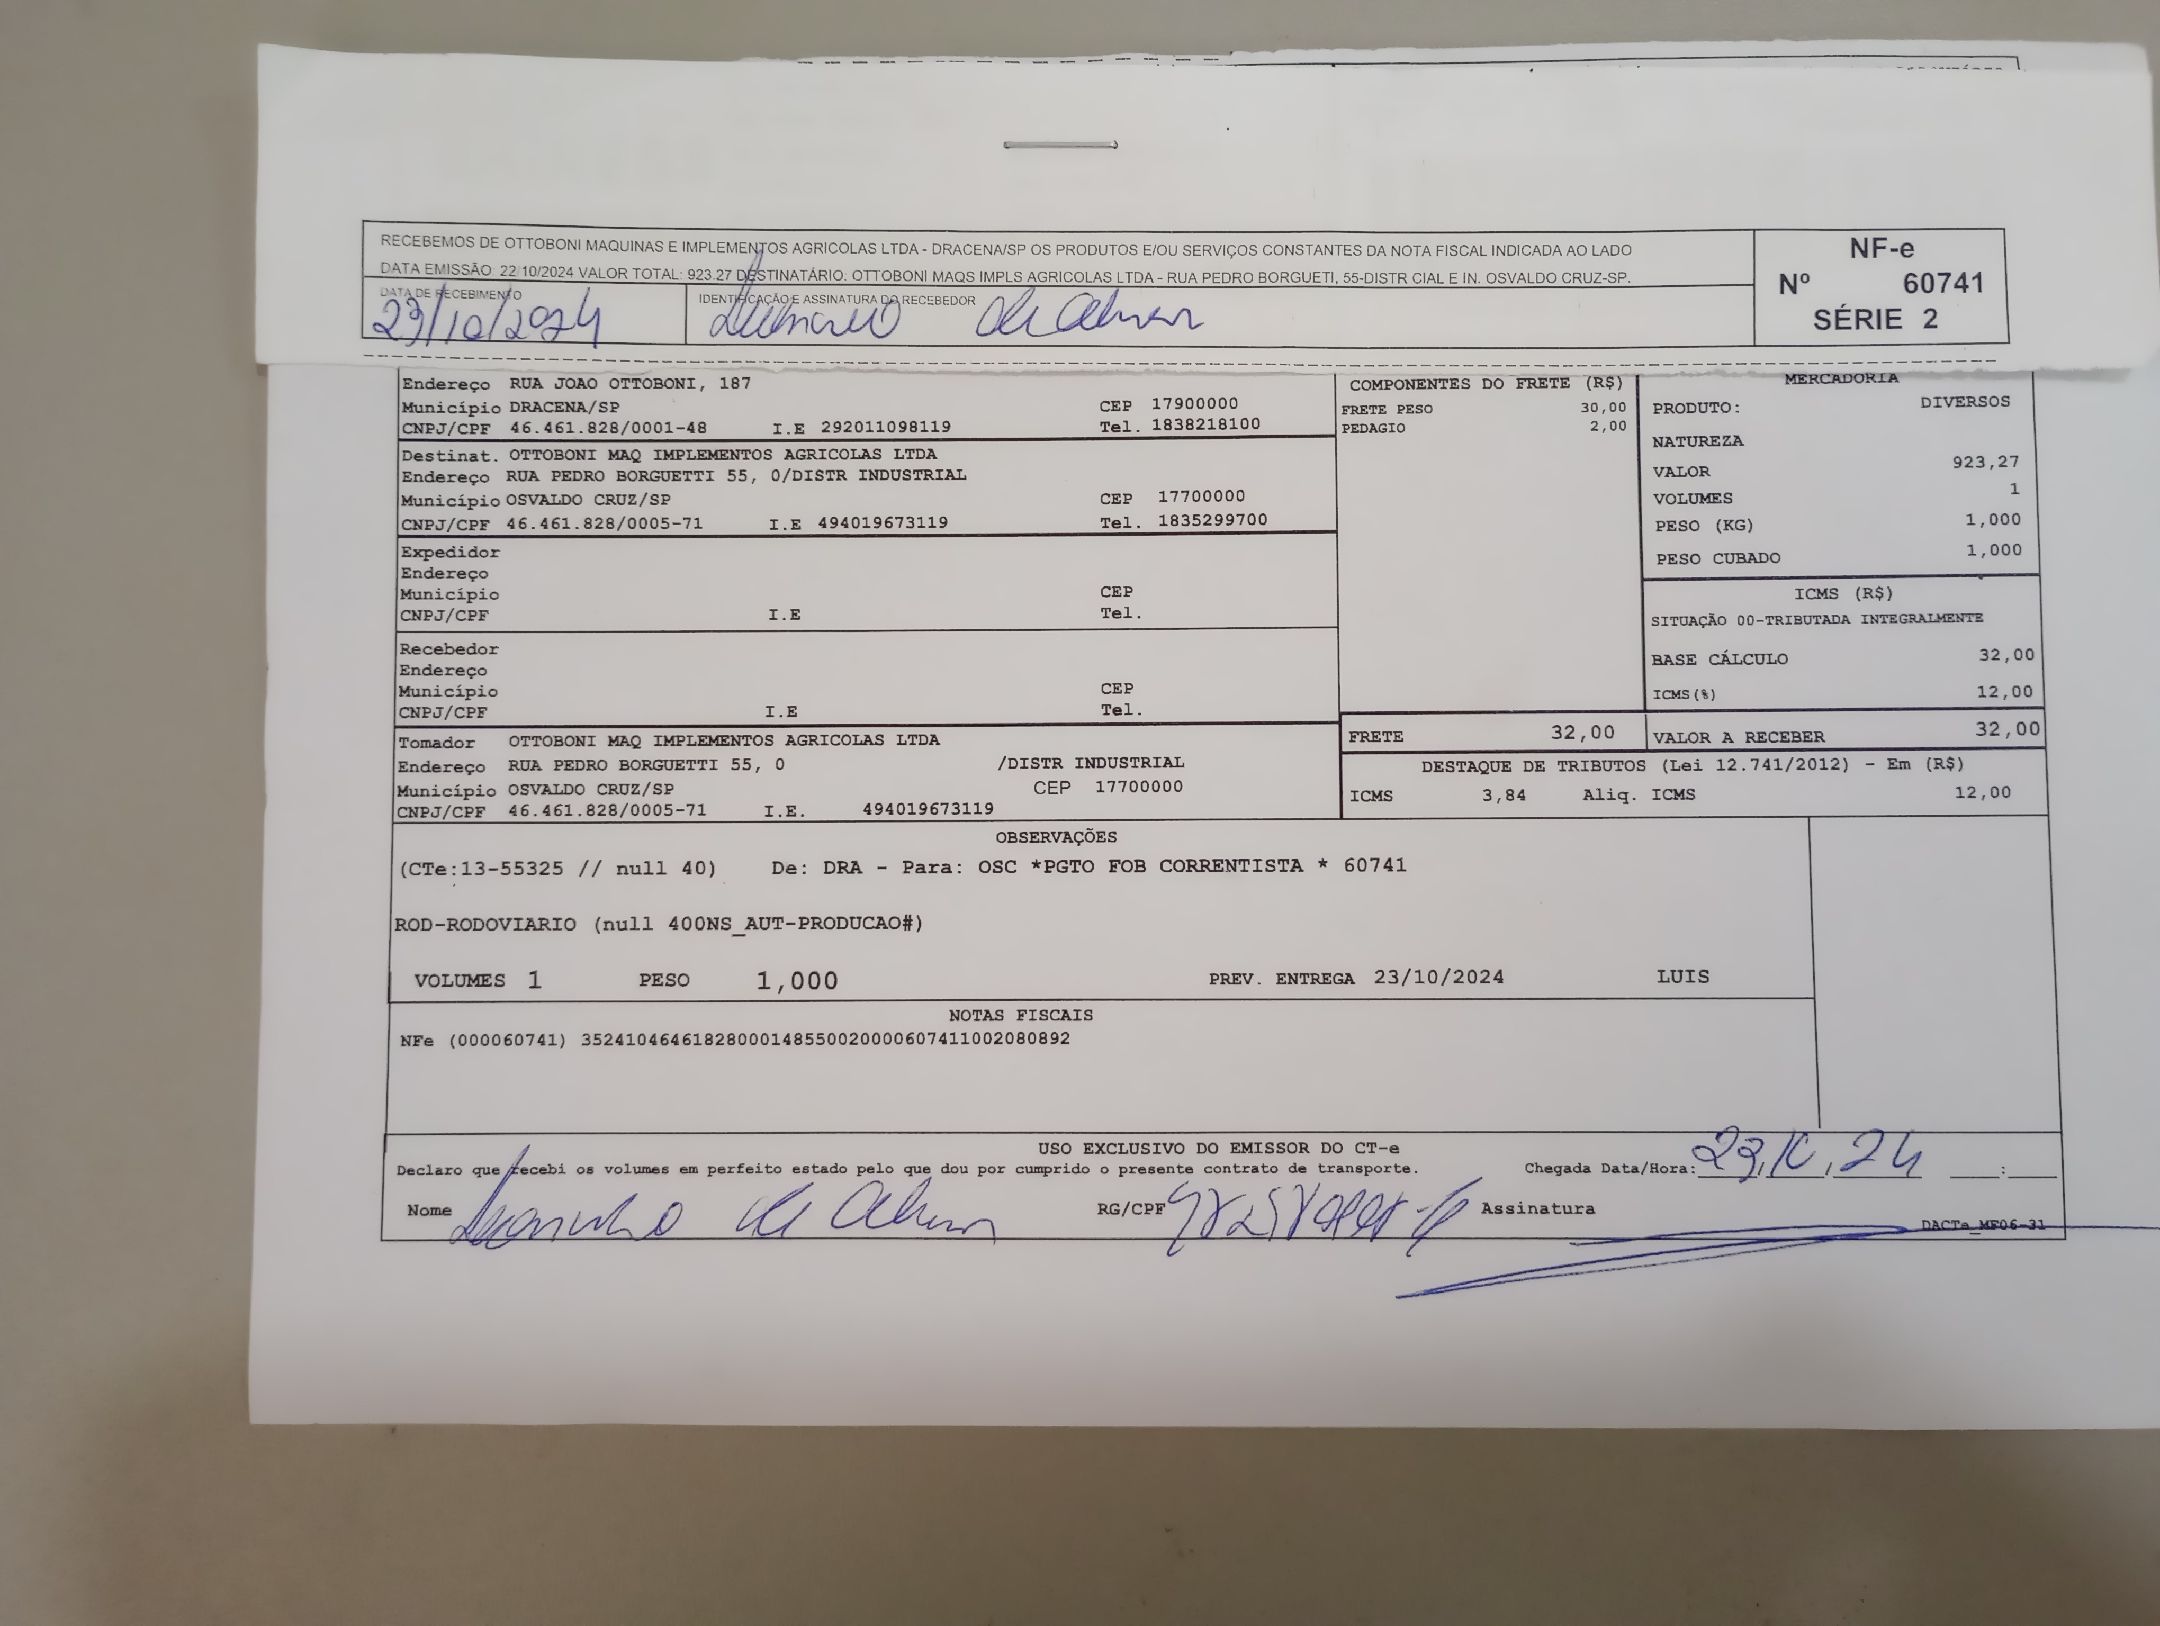 RECEBEMOS DE OTTOBONI MAQUINAS E IMPLEMENTOS AGRICOLAS LTDA - DRACENA/SP OS PRODUTOS E/OU SERVIÇOS CONSTANTES DA NOTA FISCAL INDICADA AO LADO
DATA EMISSÃO: 22/10/2024 VALOR TOTAL: 923.27 DESTINATÁRIO: OTTOBONI MAQS IMPLS AGRICOLAS LTDA - RUA PEDRO BORGUETI, 55-DISTR CIAL E IN. OSVALDO CRUZ-SP.
DATA DE RECEBIMENTO
23/10/2024
IDENTIFICAÇÃO E ASSINATURA DO RECEBEDOR
NF-e
Nº 60741
SÉRIE 2
Endereço RUA JOAO OTTOBONI, 187
Município DRACENA/SP CEP 17900000
CNPJ/CPF 46.461.828/0001-48 I.E 292011098119 Tel. 1838218100
Destinat. OTTOBONI MAQ IMPLEMENTOS AGRICOLAS LTDA
Endereço RUA PEDRO BORGUETTI 55, 0/DISTR INDUSTRIAL
Município OSVALDO CRUZ/SP CEP 17700000
CNPJ/CPF 46.461.828/0005-71 I.E 494019673119 Tel. 1835299700
Expedidor
Endereço
Município CEP
CNPJ/CPF I.E Tel.
Recebedor
Endereço
Município CEP
CNPJ/CPF I.E Tel.
Tomador OTTOBONI MAQ IMPLEMENTOS AGRICOLAS LTDA
Endereço RUA PEDRO BORGUETTI 55, 0 /DISTR INDUSTRIAL
Município OSVALDO CRUZ/SP CEP 17700000
CNPJ/CPF 46.461.828/0005-71 I.E. 494019673119
COMPONENTES DO FRETE (R$)
FRETE PESO 30,00
PEDAGIO 2,00
MERCADORIA
PRODUTO: DIVERSOS
NATUREZA
VALOR 923,27
VOLUMES 1
PESO (KG) 1,000
PESO CUBADO 1,000
ICMS (R$)
SITUAÇÃO 00-TRIBUTADA INTEGRALMENTE
BASE CÁLCULO 32,00
ICMS(%) 12,00
FRETE 32,00 VALOR A RECEBER 32,00
DESTAQUE DE TRIBUTOS (Lei 12.741/2012) - Em (R$)
ICMS 3,84 Aliq. ICMS 12,00
OBSERVAÇÕES
(CTe:13-55325 // null 40) De: DRA - Para: OSC *PGTO FOB CORRENTISTA * 60741
ROD-RODOVIARIO (null 400NS_AUT-PRODUCAO#)
VOLUMES 1 PESO 1,000 PREV. ENTREGA 23/10/2024 LUIS
NOTAS FISCAIS
NFe (000060741) 35241046461828000148550020000607411002080892
USO EXCLUSIVO DO EMISSOR DO CT-e
Declaro que recebi os volumes em perfeito estado pelo que dou por cumprido o presente contrato de transporte. Chegada Data/Hora: 23,10,24 :
Nome RG/CPF Assinatura
DACTe_MF06-31